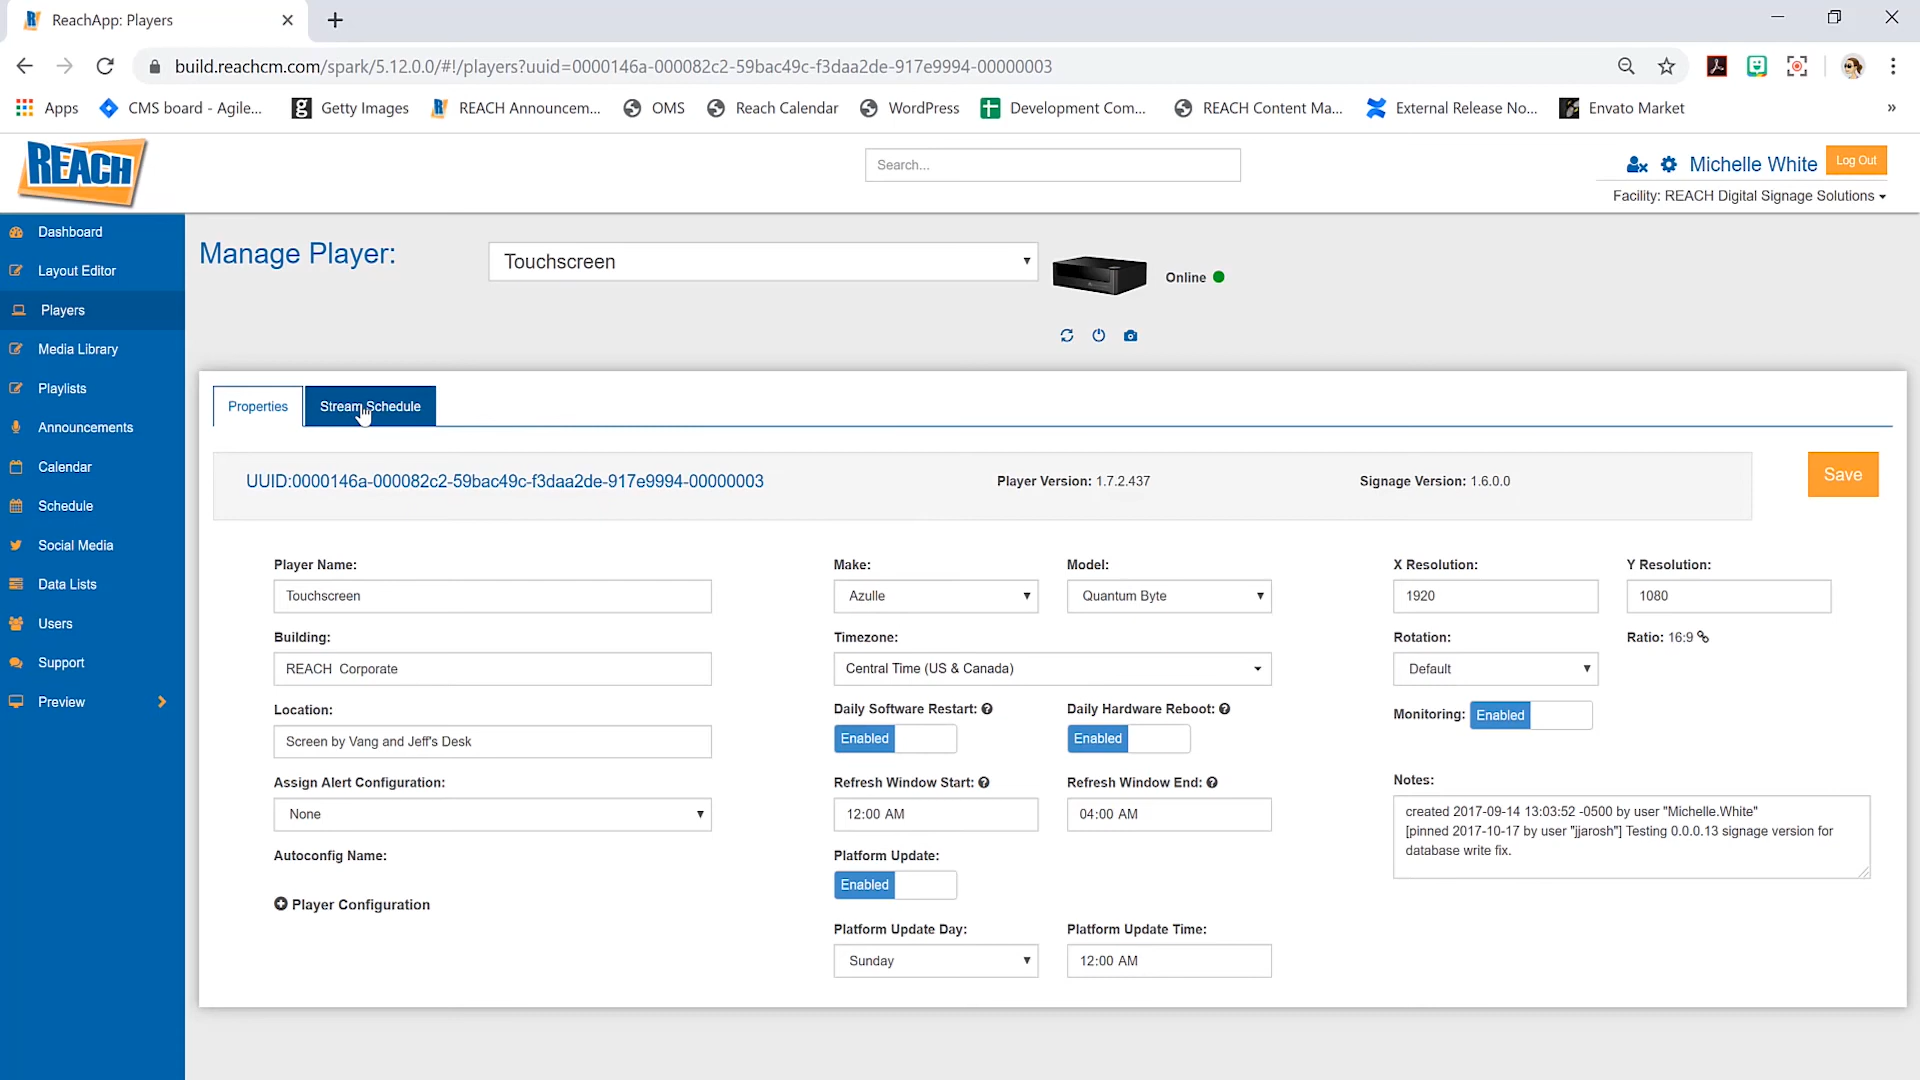 ReachApp: Players
build.reachcm.com/spark/5.12.0.0/#!/players?uuid=0000146a-000082c2-59bac49c-f3daa2de-917e9994-00000003
Apps CMS board - Agile... Getty Images REACH Announcem... OMS Reach Calendar WordPress Development Com... REACH Content Ma... External Release No... Envato Market »
REACH
Search...
Michelle White Log Out
Facility: REACH Digital Signage Solutions
Dashboard
Layout Editor
Players
Media Library
Playlists
Announcements
Calendar
Schedule
Social Media
Data Lists
Users
Support
Preview
Manage Player: Touchscreen Online
Properties Stream Schedule
UUID:0000146a-000082c2-59bac49c-f3daa2de-917e9994-00000003 Player Version: 1.7.2.437 Signage Version: 1.6.0.0 Save
Player Name: Make: Model: X Resolution: Y Resolution:
Touchscreen Azulle Quantum Byte 1920 1080
Building: Timezone: Rotation: Ratio: 16:9
REACH Corporate Central Time (US & Canada) Default
Location: Daily Software Restart: Daily Hardware Reboot: Monitoring: Enabled
Screen by Vang and Jeff's Desk Enabled Enabled
Assign Alert Configuration: Refresh Window Start: Refresh Window End: Notes:
None 12:00 AM 04:00 AM
created 2017-09-14 13:03:52 -0500 by user "Michelle.White"
[pinned 2017-10-17 by user "jjarosh"] Testing 0.0.0.13 signage version for
database write fix.
Autoconfig Name: Platform Update:
Enabled
Player Configuration
Platform Update Day: Platform Update Time:
Sunday 12:00 AM